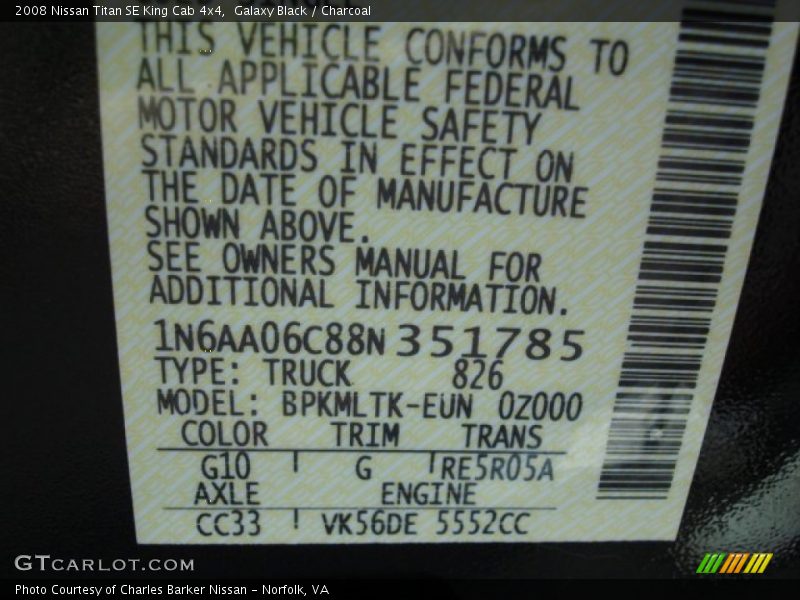 2008 Nissan Titan SE King Cab 4x4,  Galaxy Black / Charcoal
THIS VEHICLE CONFORMS TO
ALL APPLICABLE FEDERAL
MOTOR VEHICLE SAFETY
STANDARDS IN EFFECT ON
THE DATE OF MANUFACTURE
SHOWN ABOVE.
SEE OWNERS MANUAL FOR
ADDITIONAL INFORMATION.
1N6AA06C88N351785
TYPE: TRUCK 826
MODEL: BPKMLTK-EUN 0Z000
COLOR TRIM TRANS
G10 G RE5R05A
AXLE ENGINE
CC33 VK56DE 5552CC
GTCARLOT.COM
Photo Courtesy of Charles Barker Nissan - Norfolk, VA